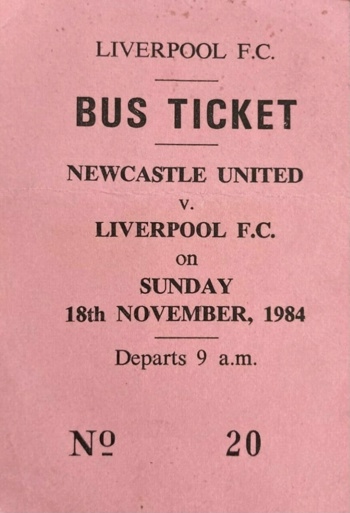 LIVERPOOL F.C.
BUS TICKET
NEWCASTLE UNITED
v.
LIVERPOOL F.C.
on
SUNDAY
18th NOVEMBER, 1984
Departs 9 a.m.
Nº 20